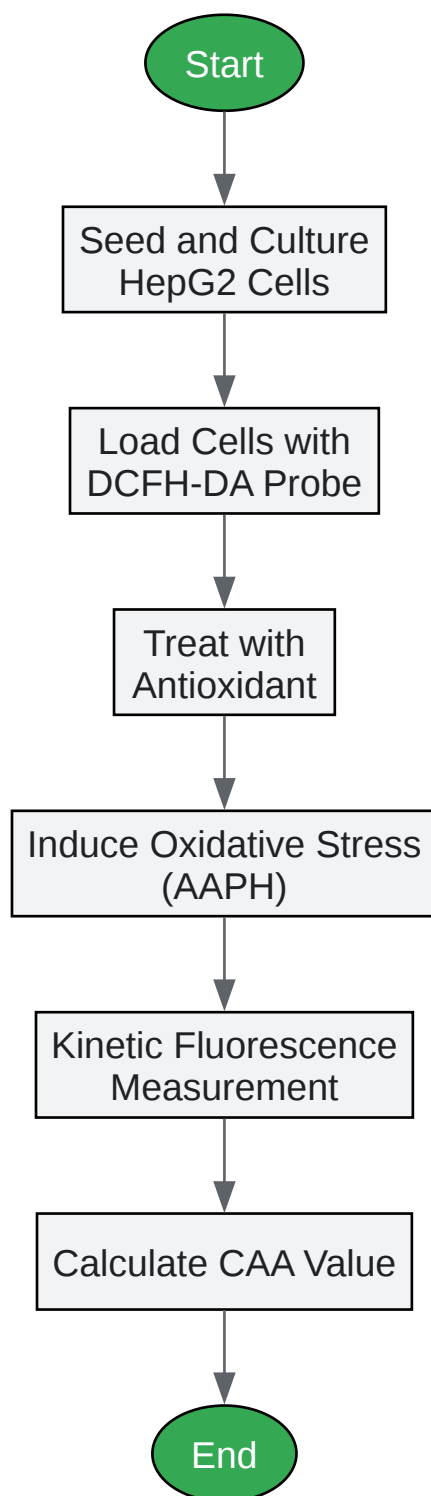 Start
Seed and Culture
HepG2 Cells
Load Cells with
DCFH-DA Probe
Treat with
Antioxidant
Induce Oxidative Stress
(AAPH)
Kinetic Fluorescence
Measurement
Calculate CAA Value
End